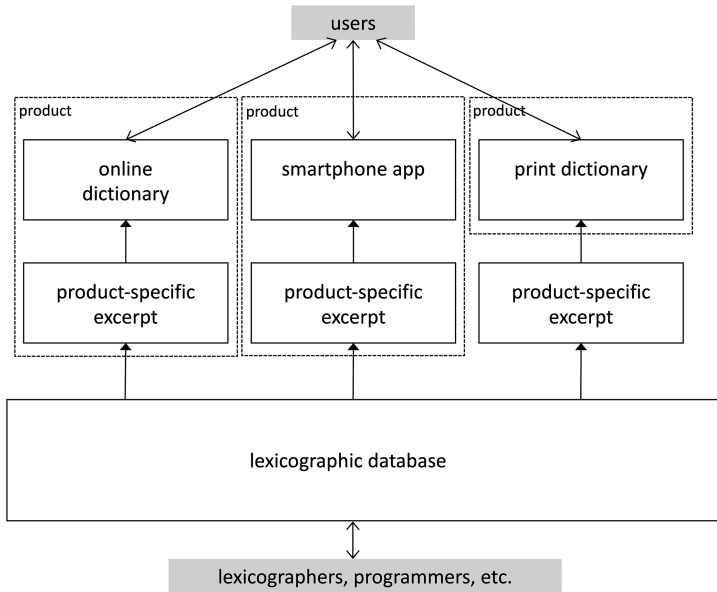 users
product
product
product
online
dictionary
smartphone app
print dictionary
product-specific
excerpt
product-specific
excerpt
product-specific
excerpt
lexicographic database
lexicographers, programmers, etc.